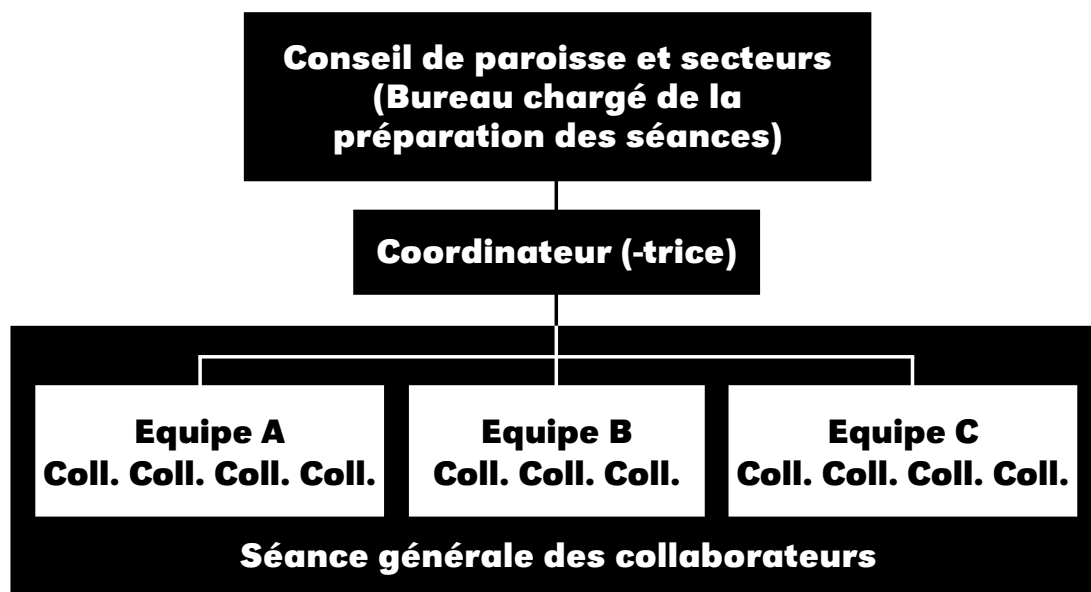 Conseil de paroisse et secteurs
(Bureau chargé de la
préparation des séances)
Coordinateur (-trice)
Equipe A
Coll. Coll. Coll. Coll.
Equipe B
Coll. Coll. Coll.
Equipe C
Coll. Coll. Coll. Coll.
Séance générale des collaborateurs